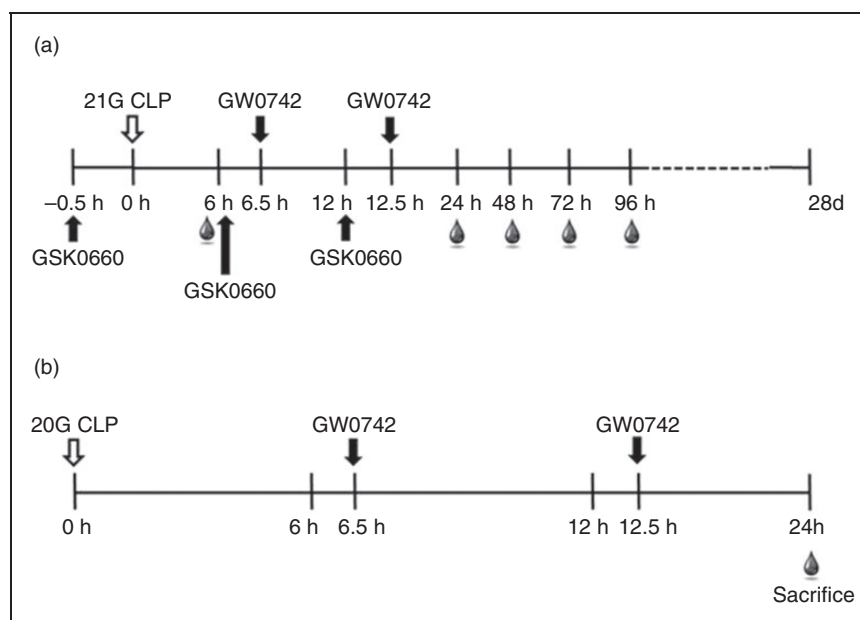 (a)
21G CLP GW0742 GW0742
–0.5 h 0 h 6 h 6.5 h 12 h 12.5 h 24 h 48 h 72 h 96 h 28d
GSK0660 GSK0660
GSK0660
(b)
20G CLP GW0742 GW0742
0 h 6 h 6.5 h 12 h 12.5 h 24h
Sacrifice